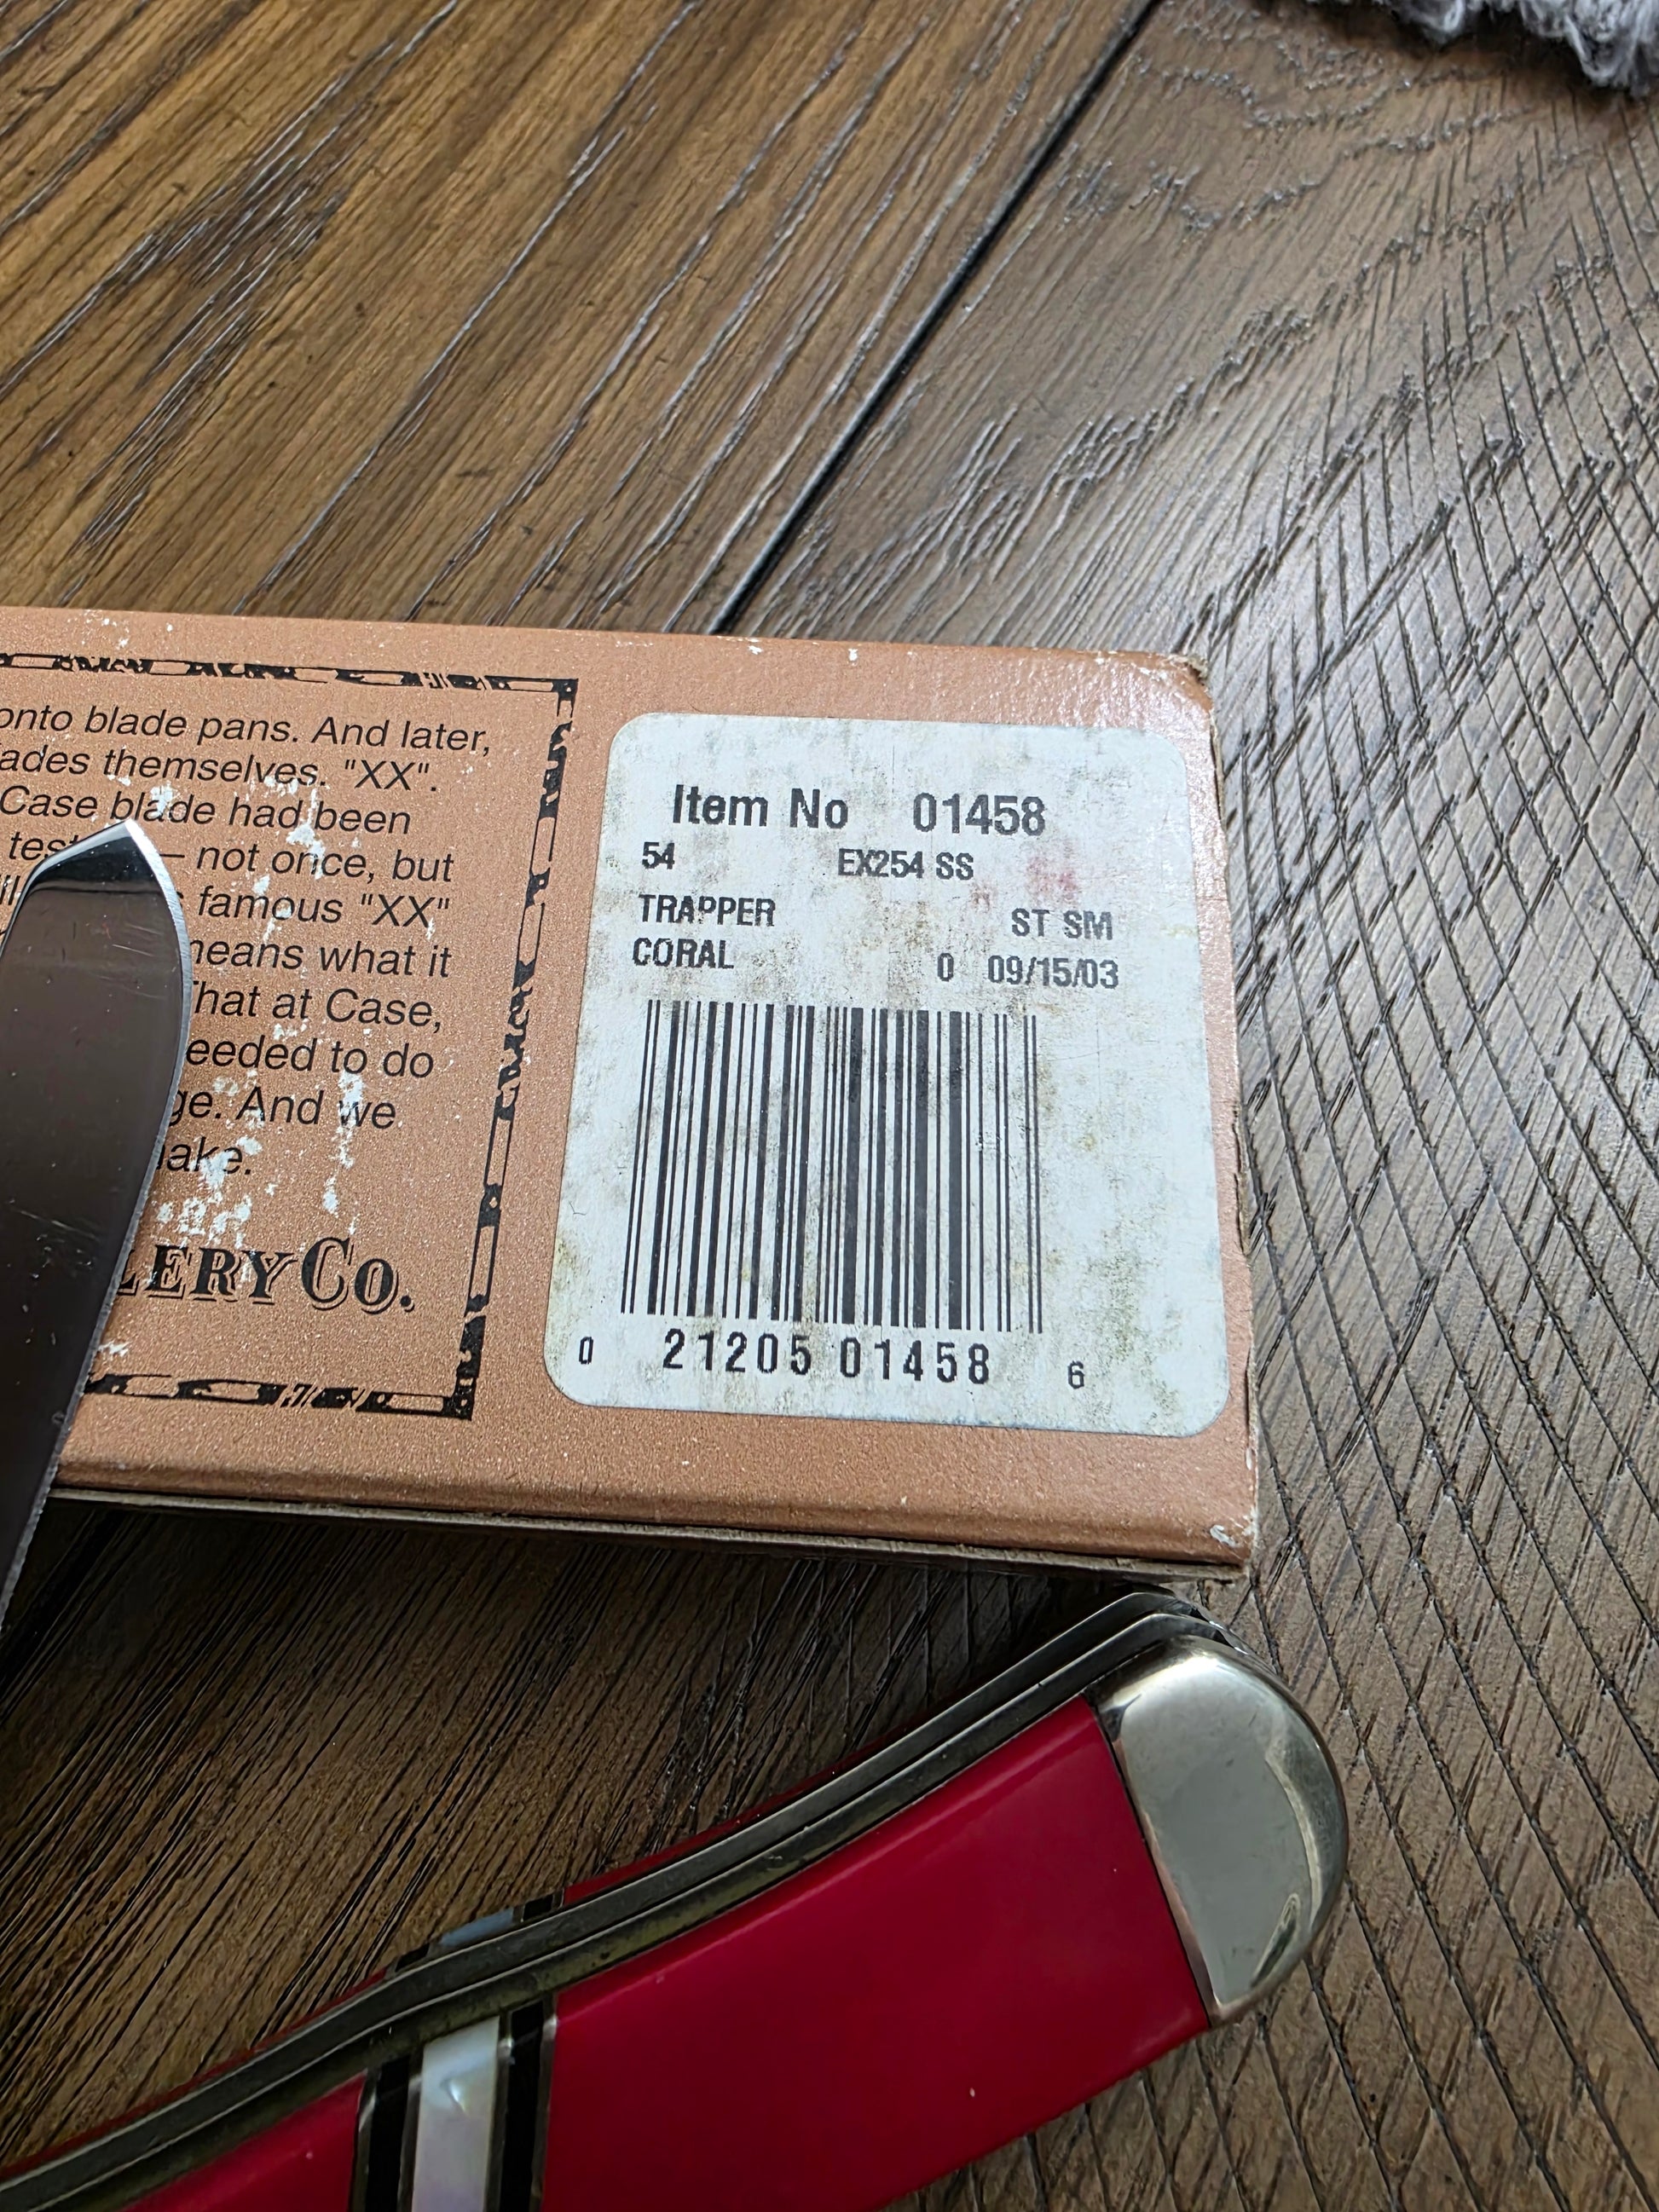 onto blade pans. And later,
ades themselves. "XX".
Case blade had been
not once, but
famous "XX"
means what it
That at Case,
eeded to do
ge. And we
ake.
LERY Co.
Item No 01458
54 EX254 SS
TRAPPER ST SM
CORAL 0 09/15/03
0 21205 01458 6